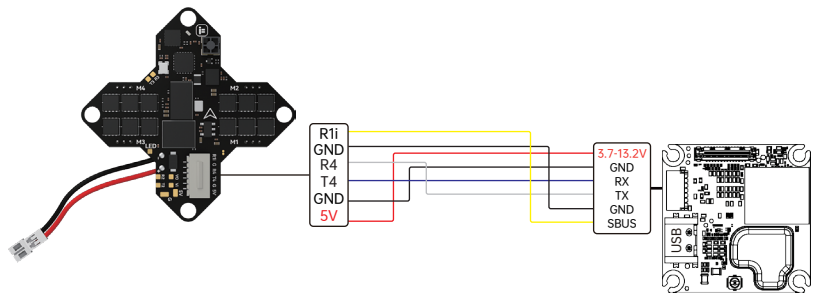 M4
M2
M3
M1
LED1
R1i
GND
R4
T4
GND
5V
3.7-13.2V
GND
RX
TX
GND
SBUS
USB